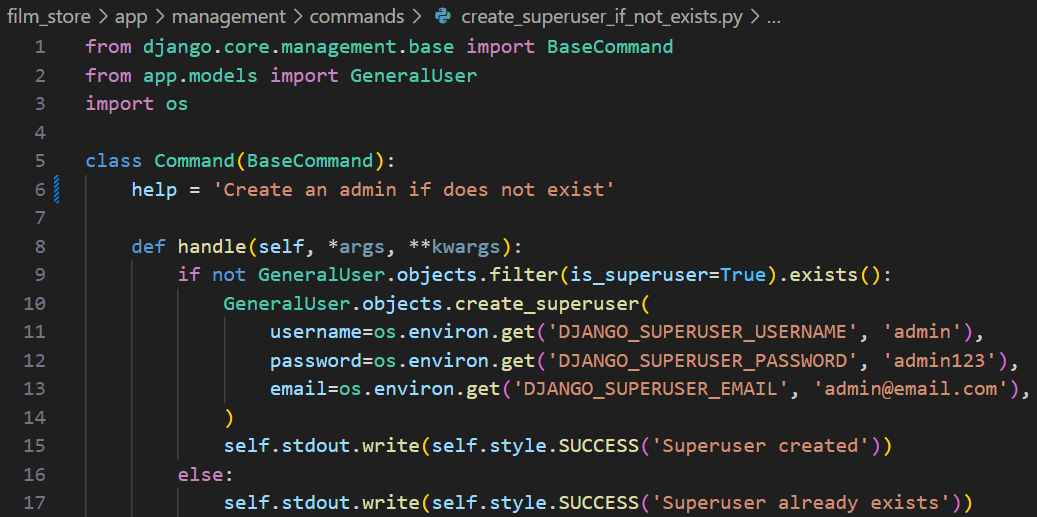 film_store > app > management > commands > create_superuser_if_not_exists.py > ...
1 from django.core.management.base import BaseCommand
2 from app.models import GeneralUser
3 import os
4
5 class Command(BaseCommand):
6     help = 'Create an admin if does not exist'
7
8     def handle(self, *args, **kwargs):
9         if not GeneralUser.objects.filter(is_superuser=True).exists():
10             GeneralUser.objects.create_superuser(
11                 username=os.environ.get('DJANGO_SUPERUSER_USERNAME', 'admin'),
12                 password=os.environ.get('DJANGO_SUPERUSER_PASSWORD', 'admin123'),
13                 email=os.environ.get('DJANGO_SUPERUSER_EMAIL', 'admin@email.com'),
14             )
15             self.stdout.write(self.style.SUCCESS('Superuser created'))
16         else:
17             self.stdout.write(self.style.SUCCESS('Superuser already exists'))